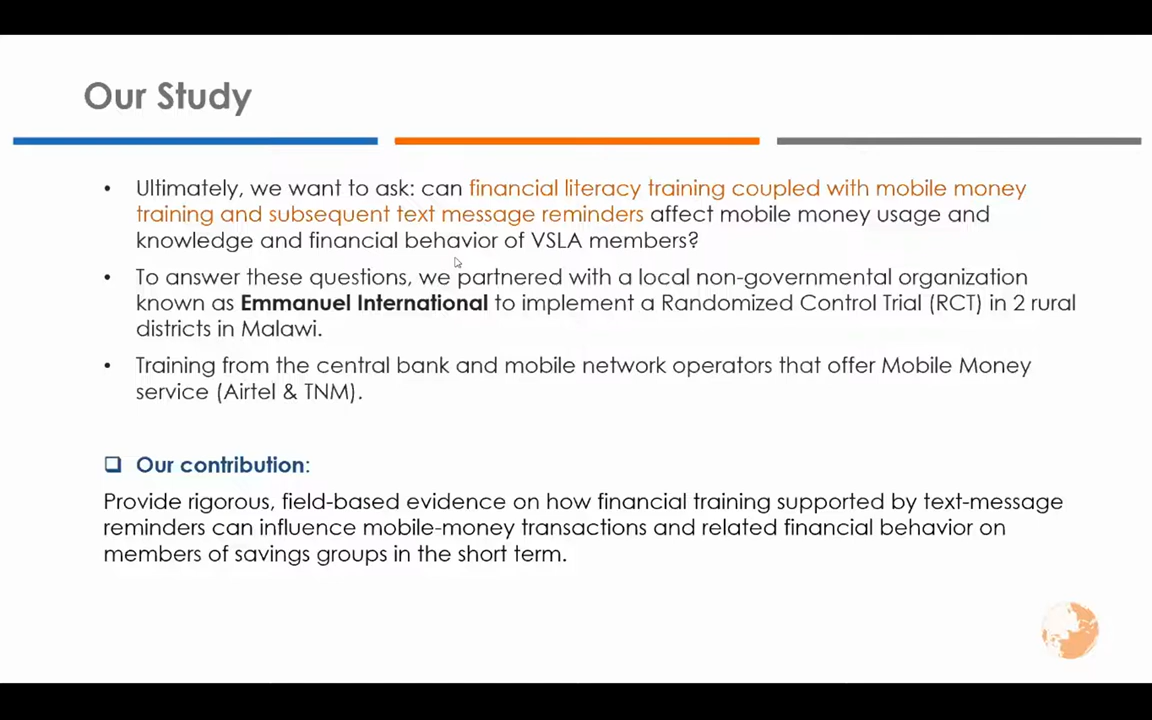 Our Study
• Ultimately, we want to ask: can financial literacy training coupled with mobile money
training and subsequent text message reminders affect mobile money usage and
knowledge and financial behavior of VSLA members?
• To answer these questions, we partnered with a local non-governmental organization
known as Emmanuel International to implement a Randomized Control Trial (RCT) in 2 rural
districts in Malawi.
• Training from the central bank and mobile network operators that offer Mobile Money
service (Airtel & TNM).
❑ Our contribution:
Provide rigorous, field-based evidence on how financial training supported by text-message
reminders can influence mobile-money transactions and related financial behavior on
members of savings groups in the short term.